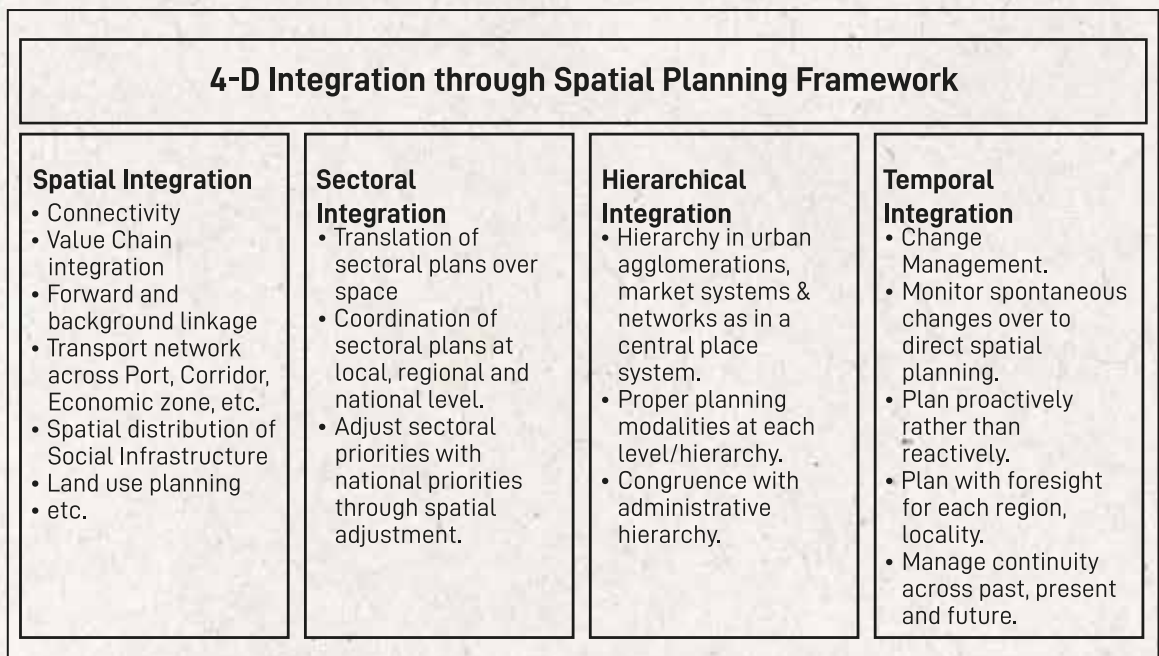 4-D Integration through Spatial Planning Framework
Spatial Integration
• Connectivity
• Value Chain
integration
• Forward and
background linkage
• Transport network
across Port, Corridor,
Economic zone, etc.
• Spatial distribution of
Social Infrastructure
• Land use planning
• etc.
Sectoral
Integration
• Translation of
sectoral plans over
space
• Coordination of
sectoral plans at
local, regional and
national level.
• Adjust sectoral
priorities with
national priorities
through spatial
adjustment.
Hierarchical
Integration
• Hierarchy in urban
agglomerations,
market systems &
networks as in a
central place
system.
• Proper planning
modalities at each
level/hierarchy.
• Congruence with
administrative
hierarchy.
Temporal
Integration
• Change
Management.
• Monitor spontaneous
changes over to
direct spatial
planning.
• Plan proactively
rather than
reactively.
• Plan with foresight
for each region,
locality.
• Manage continuity
across past, present
and future.